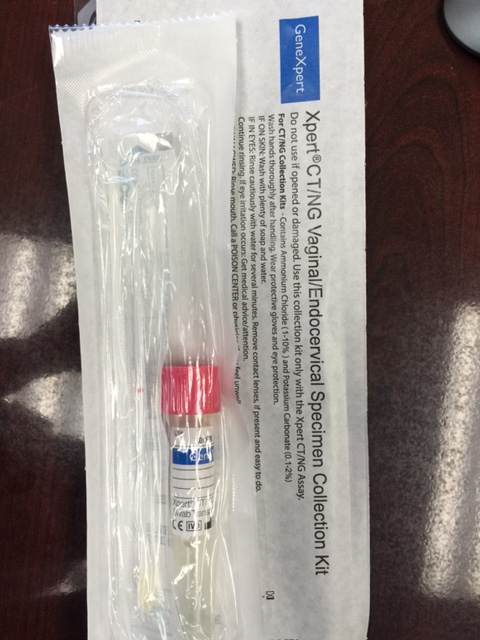 GeneXpert
Xpert®CT/NG Vaginal/Endocervical Specimen Collection Kit
Do not use if opened or damaged. Use this collection kit only with the Xpert CT/NG Assay.
For CT/NG Collection Kits - Contains Ammonium Chloride (1-10%) and Potassium Carbonate (0.1-2%)
Wash hands thoroughly after handling. Wear protective gloves and eye protection.
IF ON SKIN: Wash with plenty of soap and water.
IF IN EYES: Rinse cautiously with water for several minutes. Remove contact lenses, if present and easy to do.
Continue rinsing. If eye irritation occurs: Get medical advice/attention.
Rinse mouth. Call a POISON CENTER or feel unwell
Xpert®
Swab
CE IVD